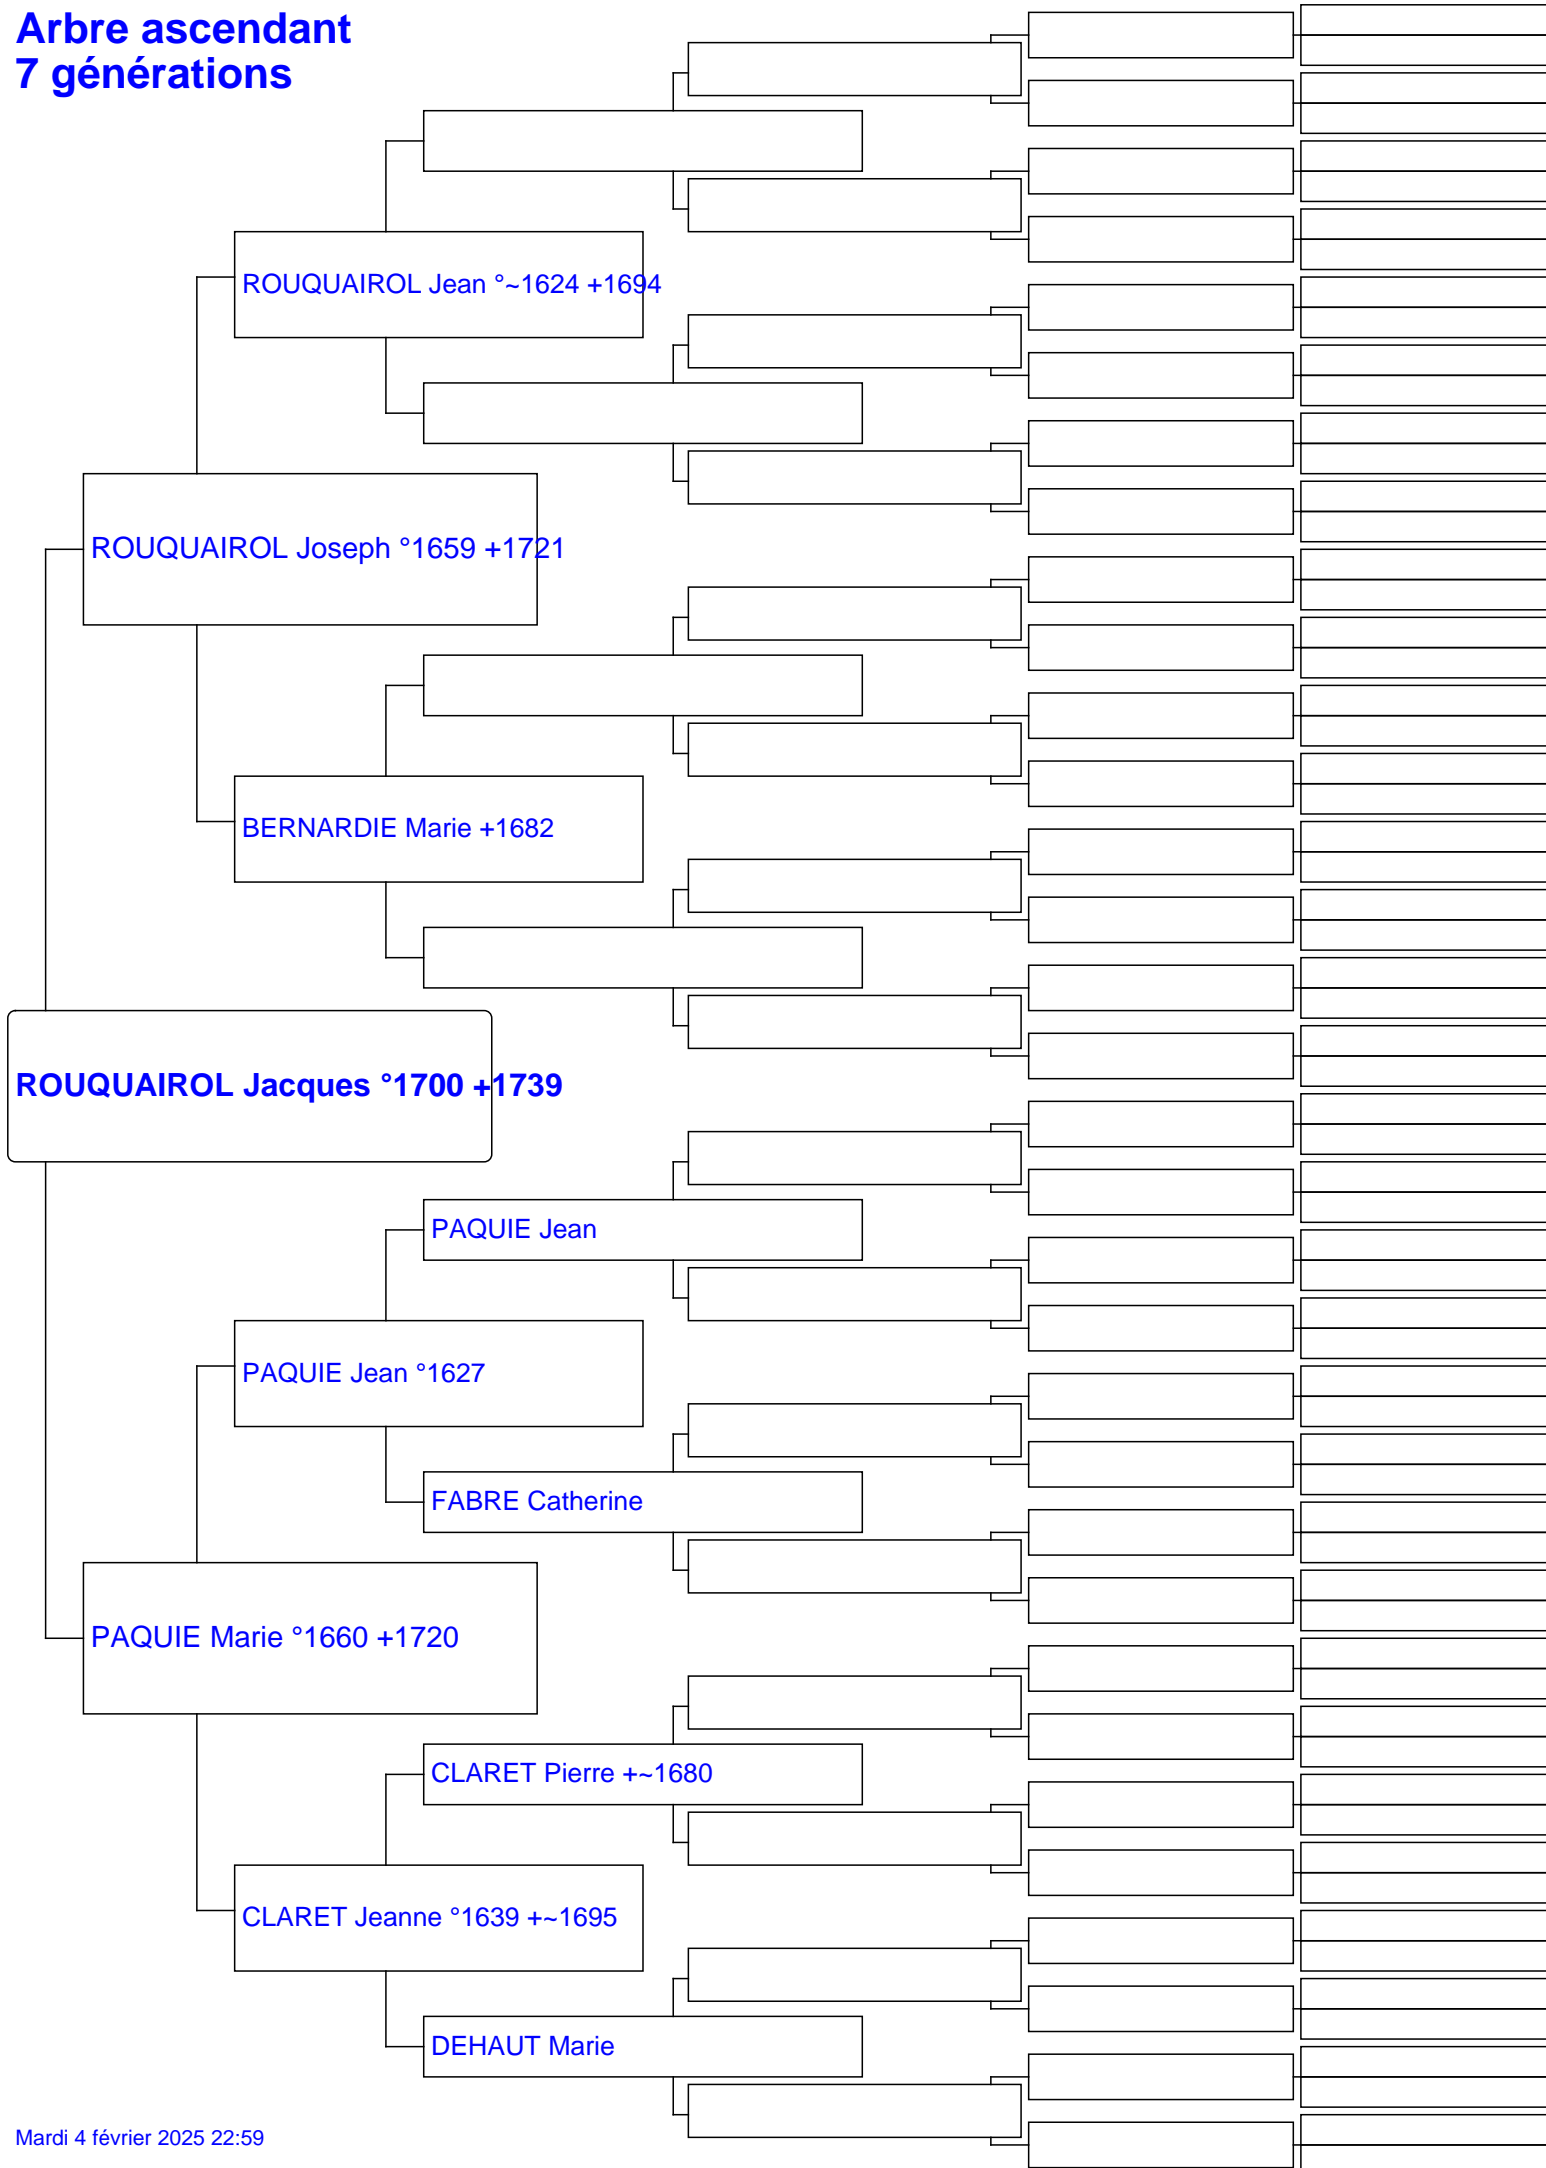 Arbre ascendant
7 générations
ROUQUAIROL Jean °~1624 +1694
ROUQUAIROL Joseph °1659 +1721
BERNARDIE Marie +1682
ROUQUAIROL Jacques °1700 +1739
PAQUIE Jean
PAQUIE Jean °1627
FABRE Catherine
PAQUIE Marie °1660 +1720
CLARET Pierre +~1680
CLARET Jeanne °1639 +~1695
DEHAUT Marie
Mardi 4 février 2025 22:59